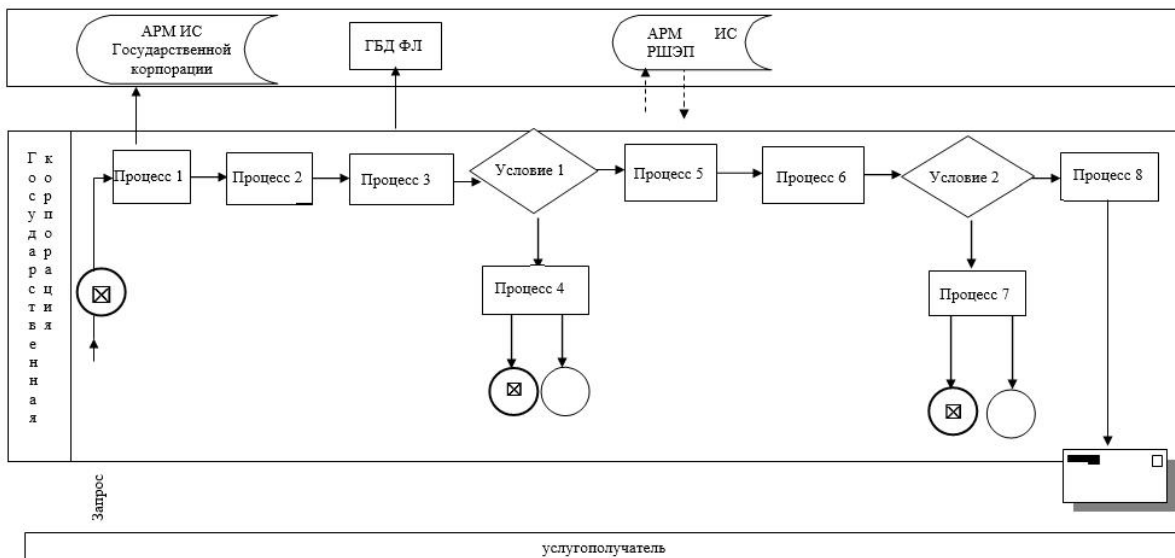 АРМ ИС
Государственной
корпорации
ГБД ФЛ
АРМ ИС
РШЭП
Государственная
корпорация
Процесс 1
Процесс 2
Процесс 3
Условие 1
Процесс 5
Процесс 6
Условие 2
Процесс 8
Процесс 4
Процесс 7
Запрос
услугополучатель